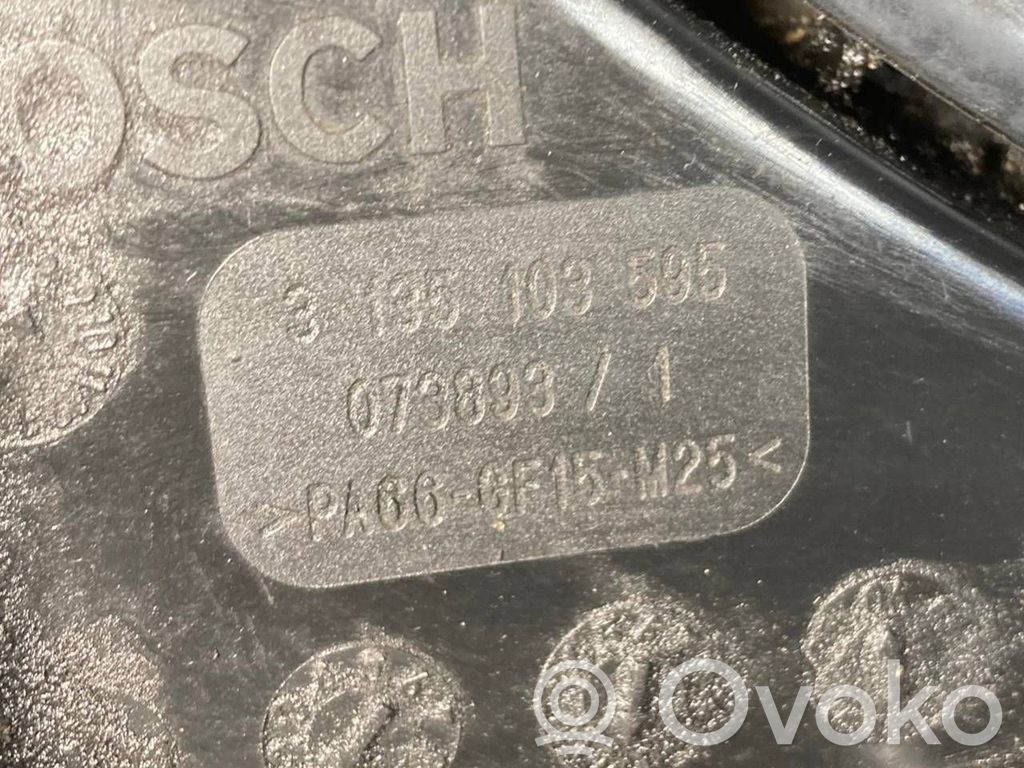 OSCH
3 135 103 595
073893 / 1
>PA66-GF15-M25<
Ovoko